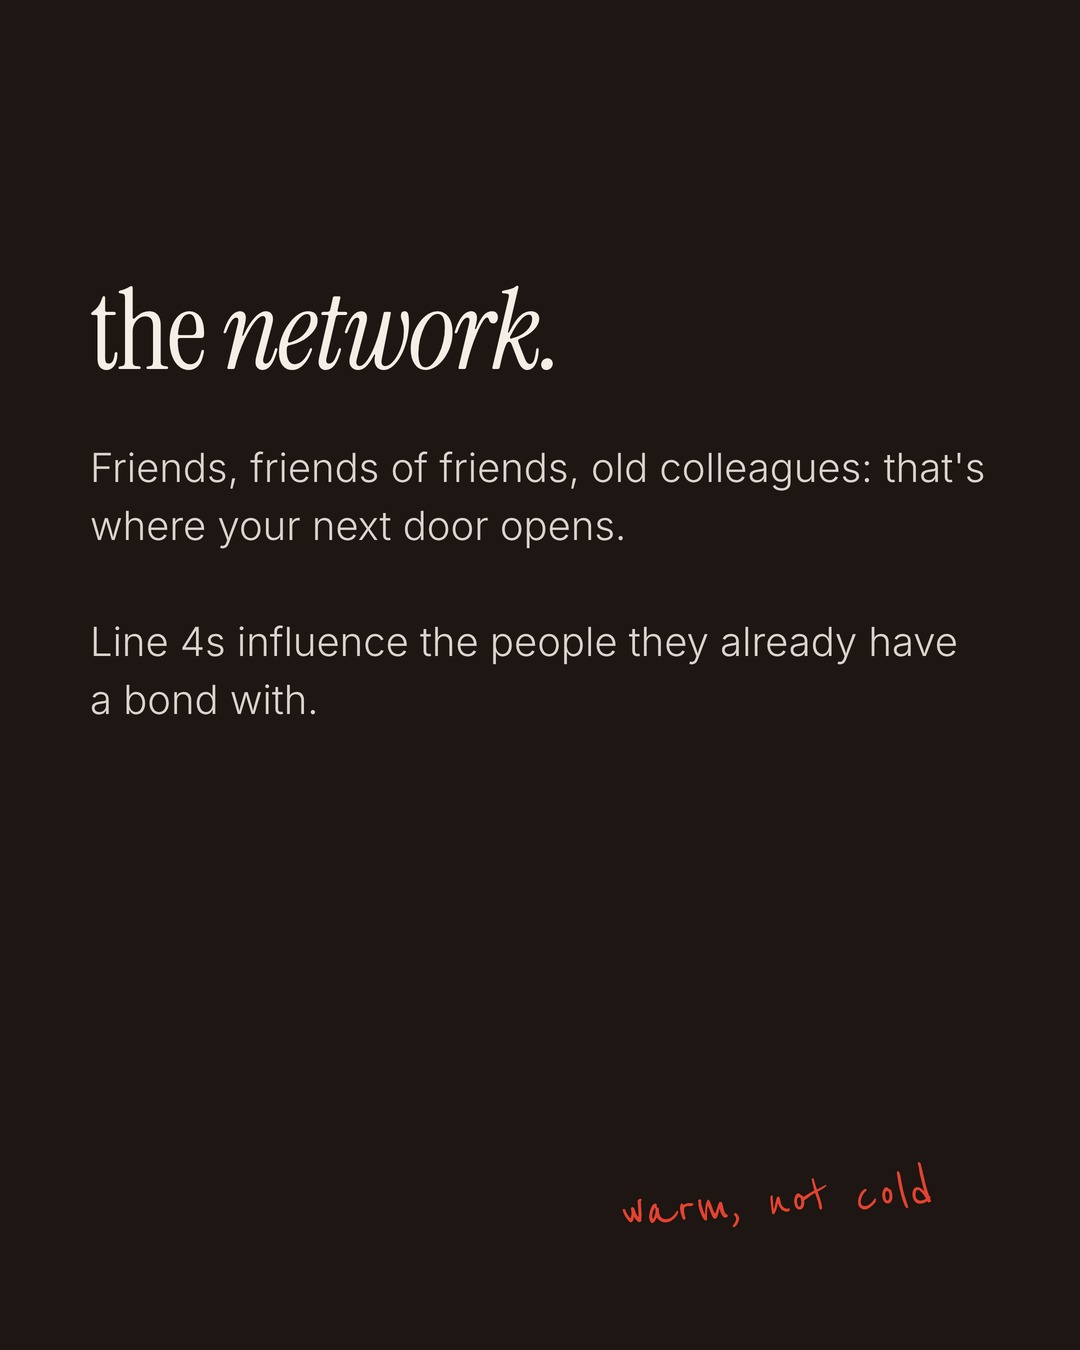 the network.
Friends, friends of friends, old colleagues: that's
where your next door opens.
Line 4s influence the people they already have
a bond with.
warm, not cold